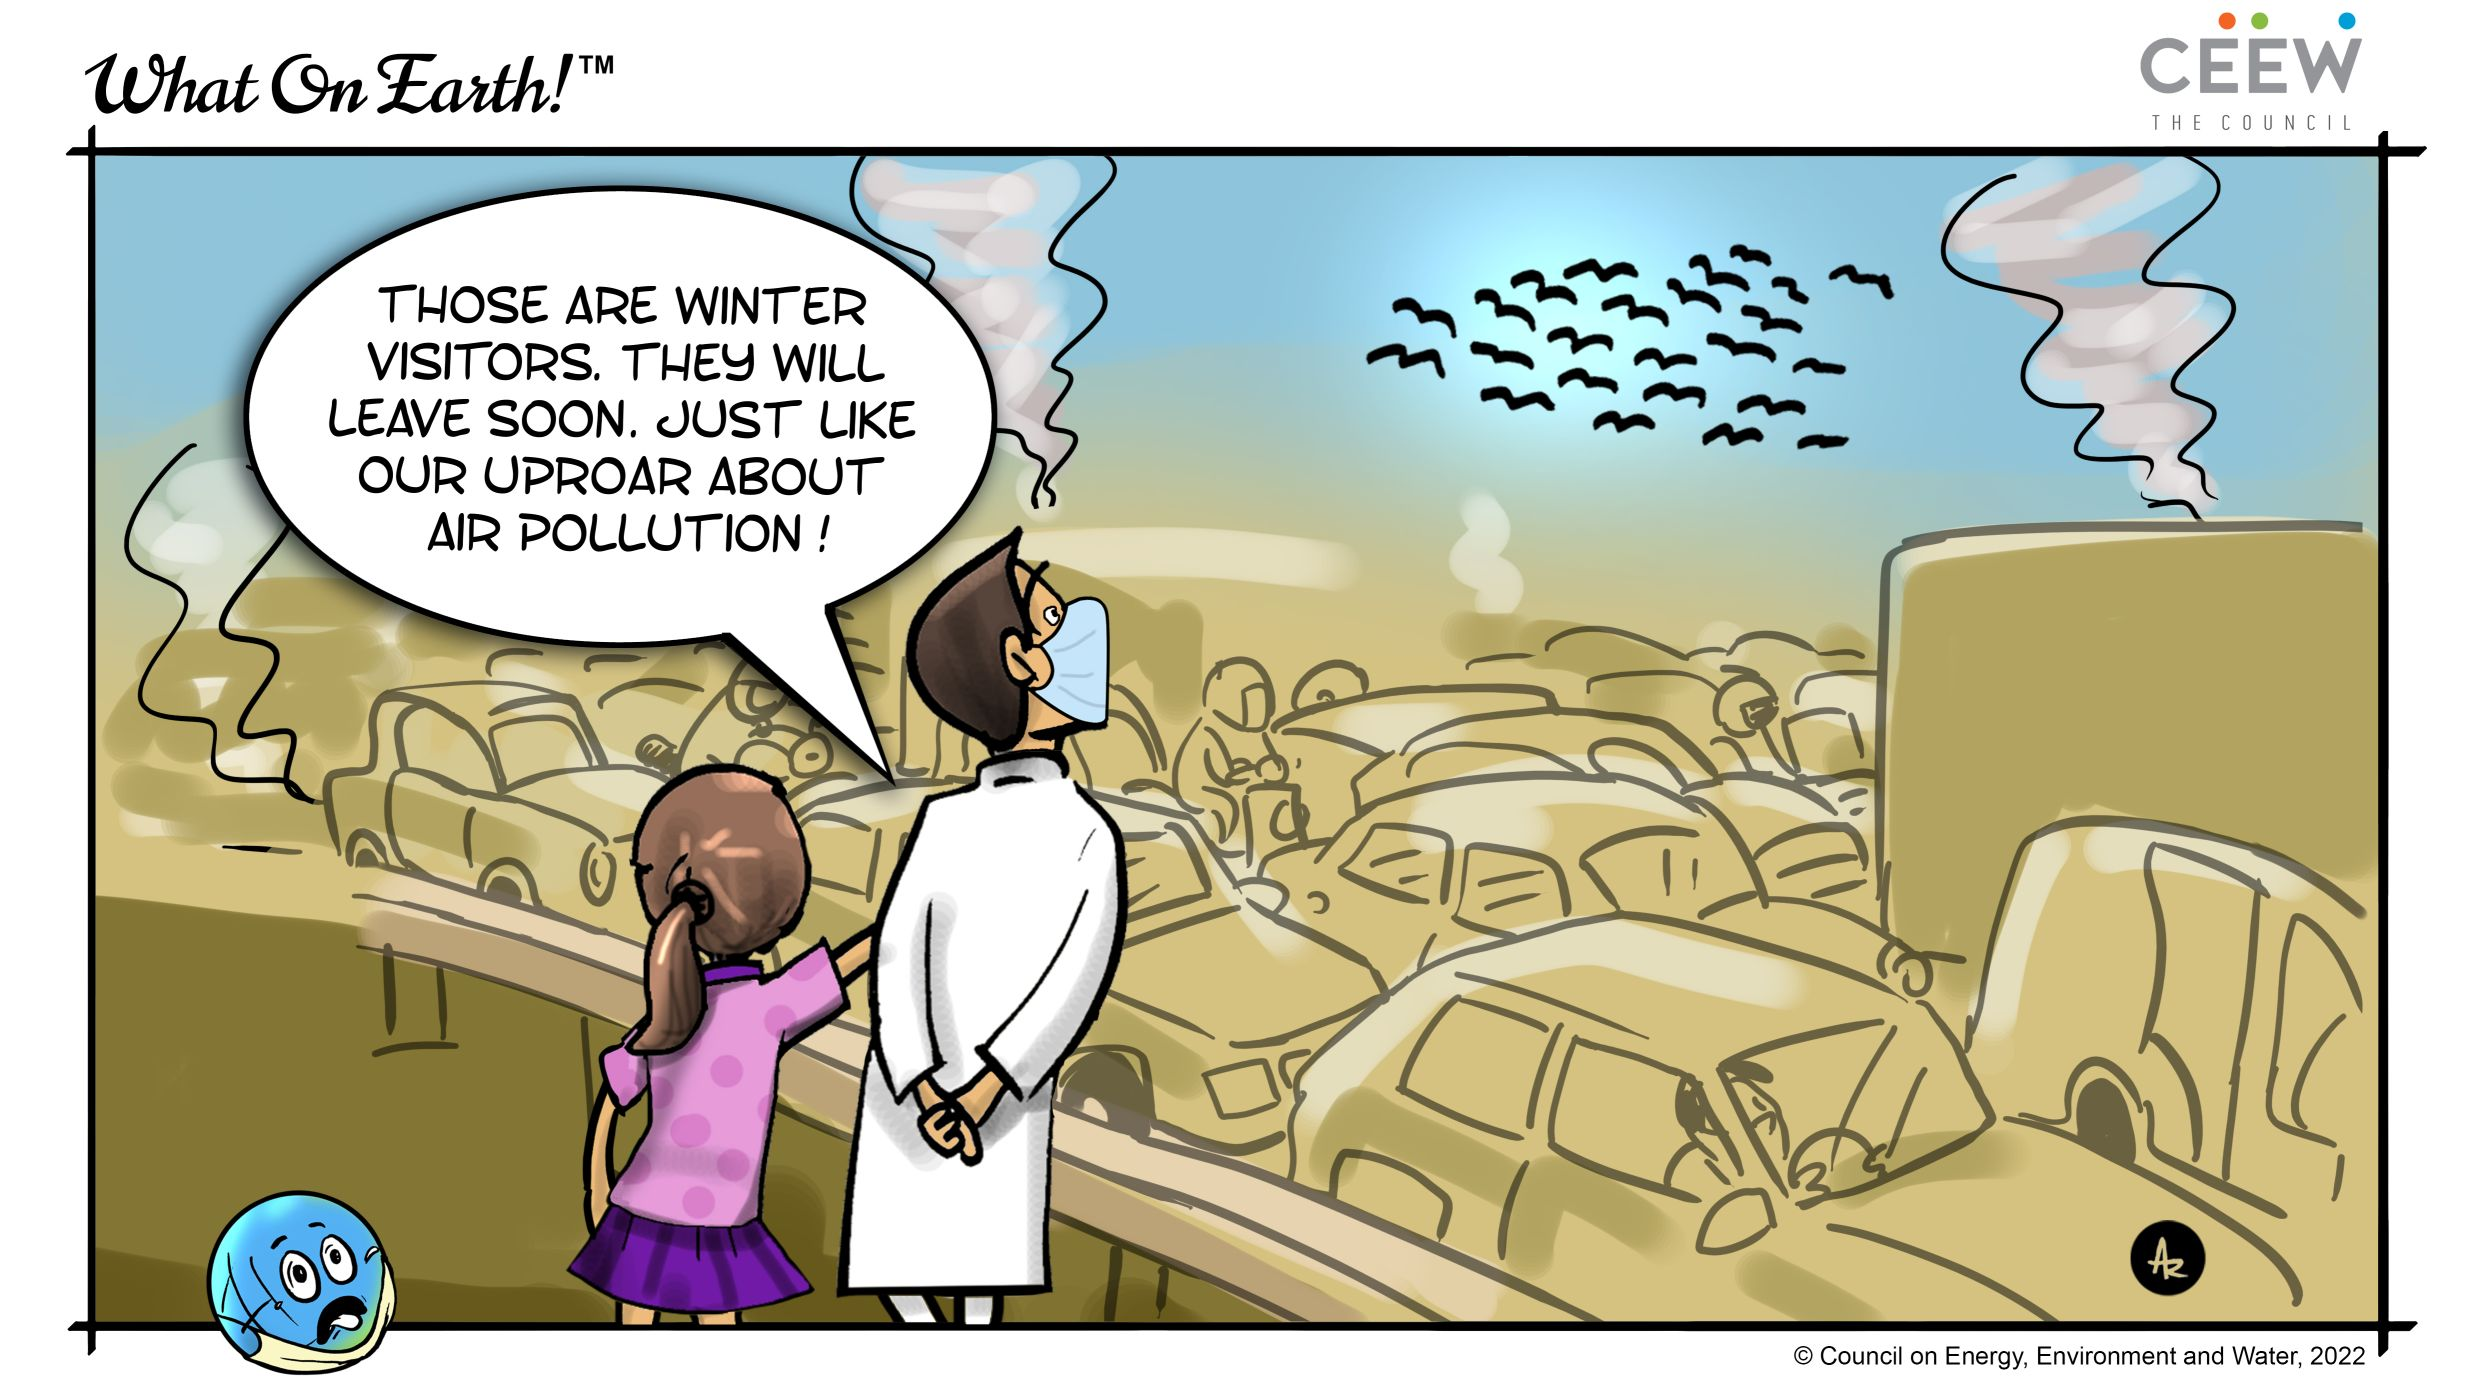 What On Earth!™
CEEW
THE COUNCIL
THOSE ARE WINTER
VISITORS. THEY WILL
LEAVE SOON. JUST LIKE
OUR UPROAR ABOUT
AIR POLLUTION !
AR
© Council on Energy, Environment and Water, 2022